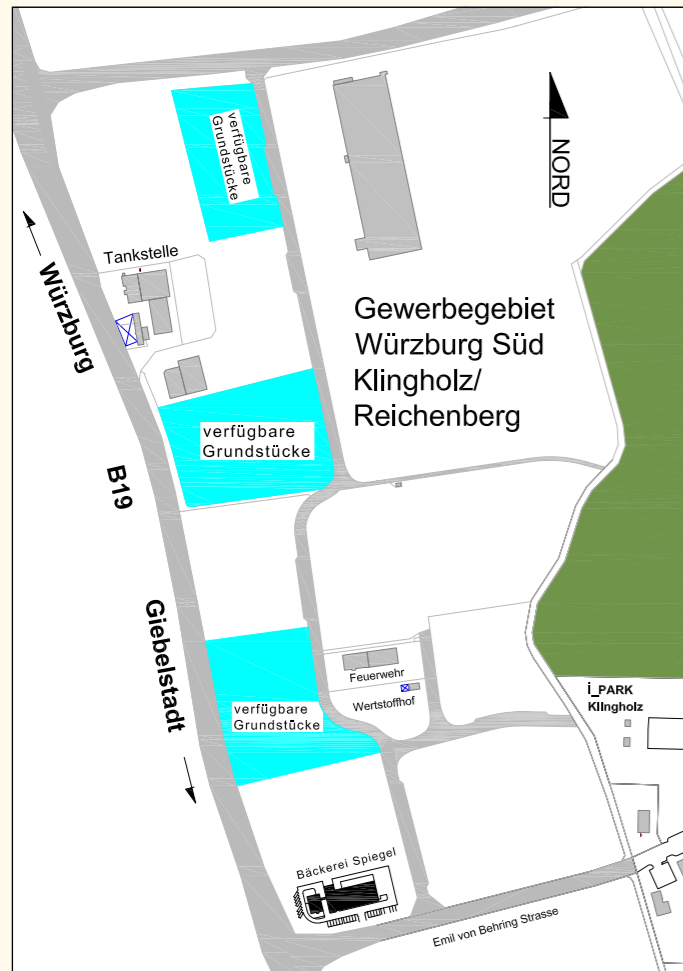 verfügbare
Grundstücke
NORD
Tankstelle
Würzburg
Gewerbegebiet
Würzburg Süd
Klingholz/
Reichenberg
verfügbare
Grundstücke
B19
Giebelstadt
Feuerwehr
Wertstoffhof
verfügbare
Grundstücke
i_PARK
Klingholz
Bäckerei Spiegel
Emil von Behring Strasse